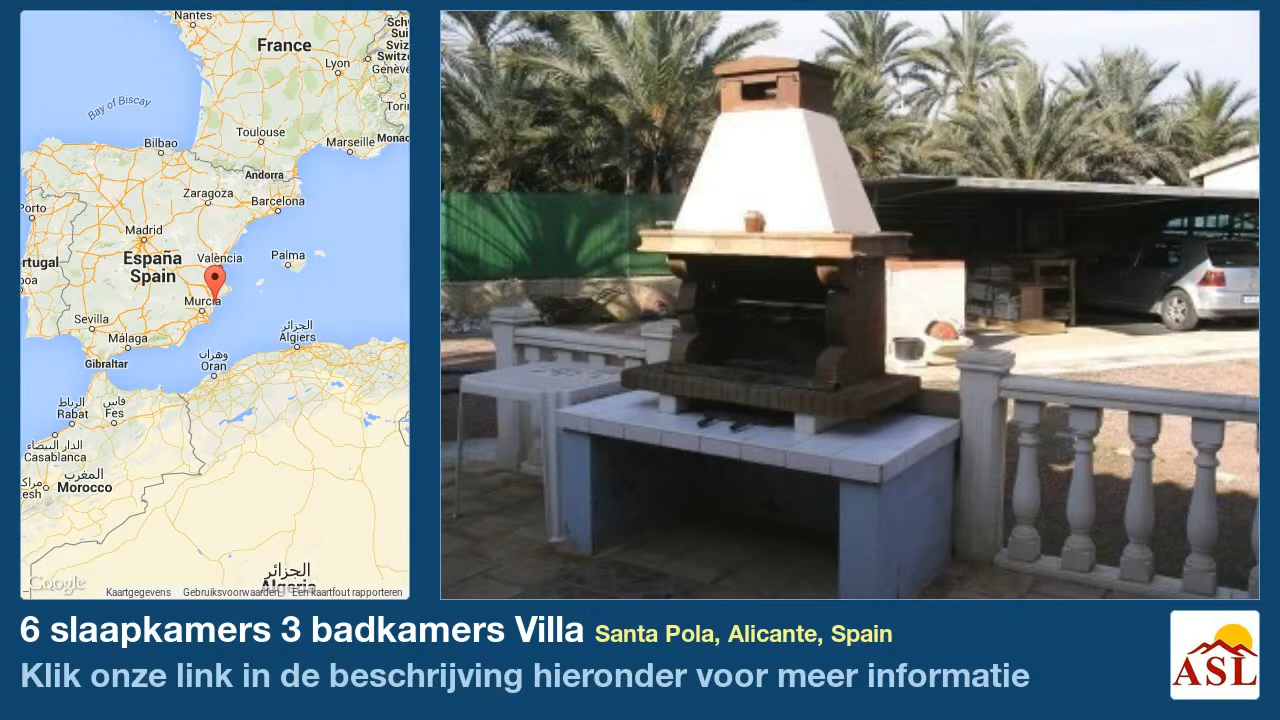 Nantes
France
Lyon
Genève
Bay of Biscay
Toulouse
Marseille
Bilbao
Andorra
Zaragoza
Barcelona
Porto
Madrid
España
Spain
València
Palma
Murcia
Sevilla
Málaga
Gibraltar
الجزائر
Algiers
وهران
Oran
الرباط
Rabat
فاس
Fes
الدار البيضاء
Casablanca
المغرب
Morocco
الجزائر
Algeria
Google
Kaartgegevens Gebruiksvoorwaarden Een kaartfout rapporteren
6 slaapkamers 3 badkamers Villa Santa Pola, Alicante, Spain
Klik onze link in de beschrijving hieronder voor meer informatie
ASL